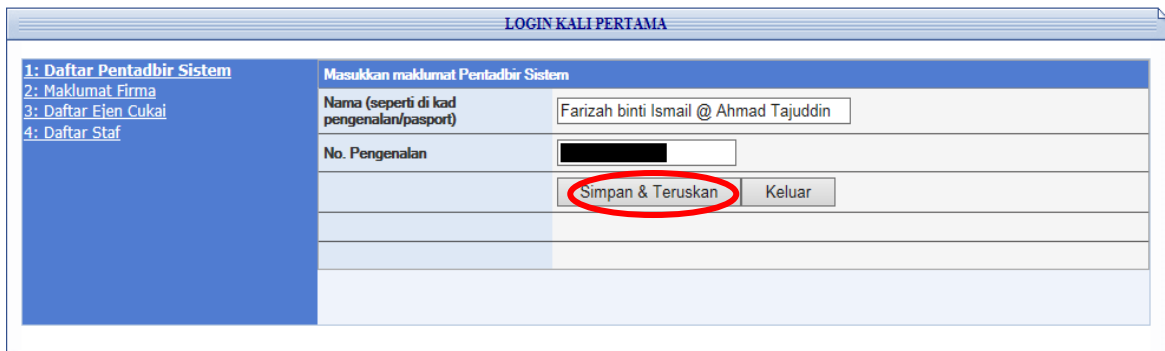 LOGIN KALI PERTAMA
1: Daftar Pentadbir Sistem
2: Maklumat Firma
3: Daftar Ejen Cukai
4: Daftar Staf
Masukkan maklumat Pentadbir Sistem
Nama (seperti di kad
pengenalan/pasport)
Farizah binti Ismail @ Ahmad Tajuddin
No. Pengenalan
Simpan & Teruskan
Keluar